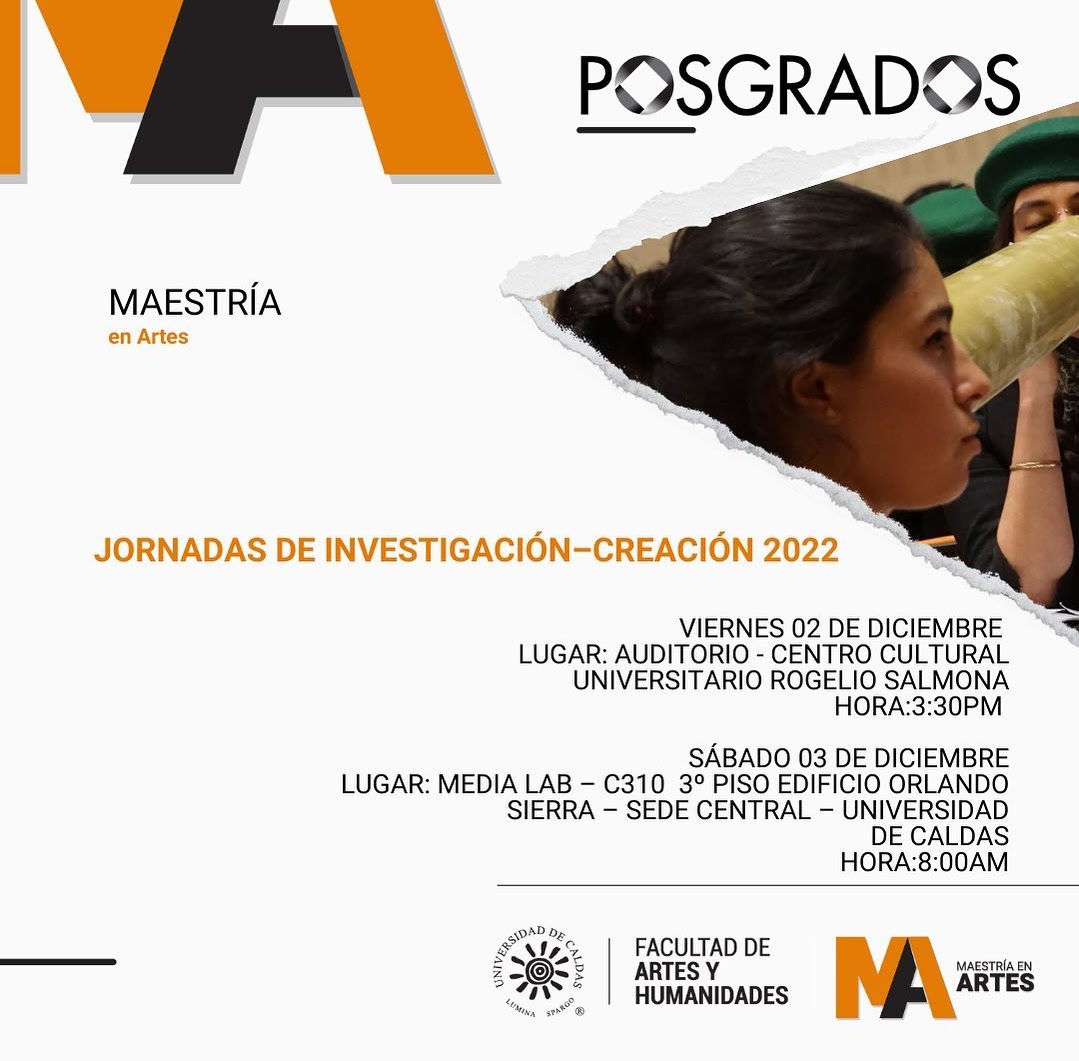 MA
POSGRADOS
MAESTRÍA
en Artes
JORNADAS DE INVESTIGACIÓN–CREACIÓN 2022
VIERNES 02 DE DICIEMBRE
LUGAR: AUDITORIO - CENTRO CULTURAL
UNIVERSITARIO ROGELIO SALMONA
HORA:3:30PM
SÁBADO 03 DE DICIEMBRE
LUGAR: MEDIA LAB – C310 3º PISO EDIFICIO ORLANDO
SIERRA – SEDE CENTRAL – UNIVERSIDAD
DE CALDAS
HORA:8:00AM
UNIVERSIDAD DE CALDAS
LUMINA SPARGO ®
FACULTAD DE
ARTES Y
HUMANIDADES
MA
MAESTRÍA EN
ARTES